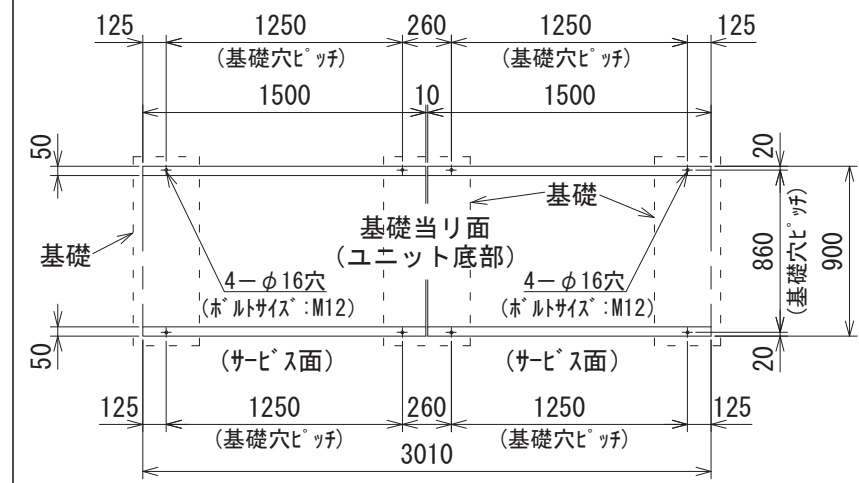 125 1250 260 1250 125
(基礎穴ﾋﾟｯﾁ) (基礎穴ﾋﾟｯﾁ)
1500 10 1500
50 20
基礎
基礎当り面
基礎 (ユニット底部) 860 (基礎穴ﾋﾟｯﾁ) 900
4－φ16穴 4－φ16穴
(ﾎﾞﾙﾄｻｲｽﾞ:M12) (ﾎﾞﾙﾄｻｲｽﾞ:M12)
50 (ｻｰﾋﾞｽ面) (ｻｰﾋﾞｽ面) 20
125 1250 260 1250 125
(基礎穴ﾋﾟｯﾁ) (基礎穴ﾋﾟｯﾁ)
3010